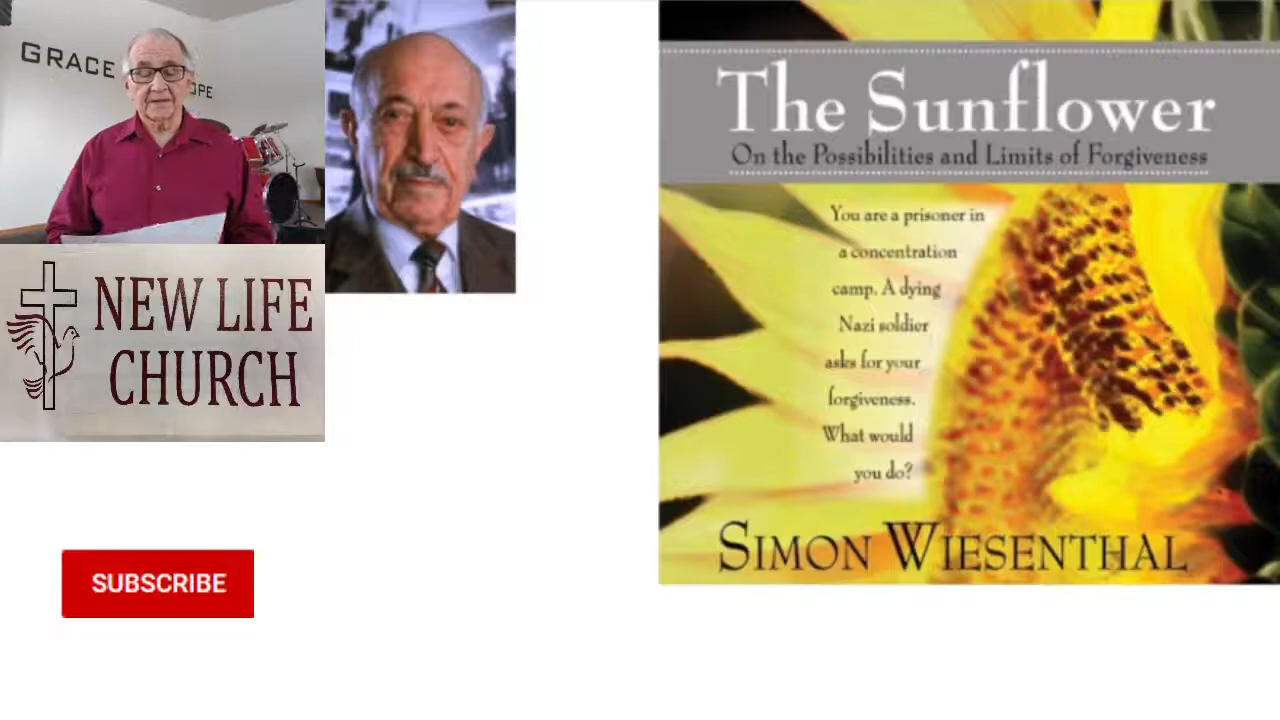 GRACE
OPE
NEW LIFE
CHURCH
SUBSCRIBE
The Sunflower
On the Possibilities and Limits of Forgiveness
You are a prisoner in
a concentration
camp. A dying
Nazi soldier
asks for your
forgiveness.
What would
you do?
SIMON WIESENTHAL